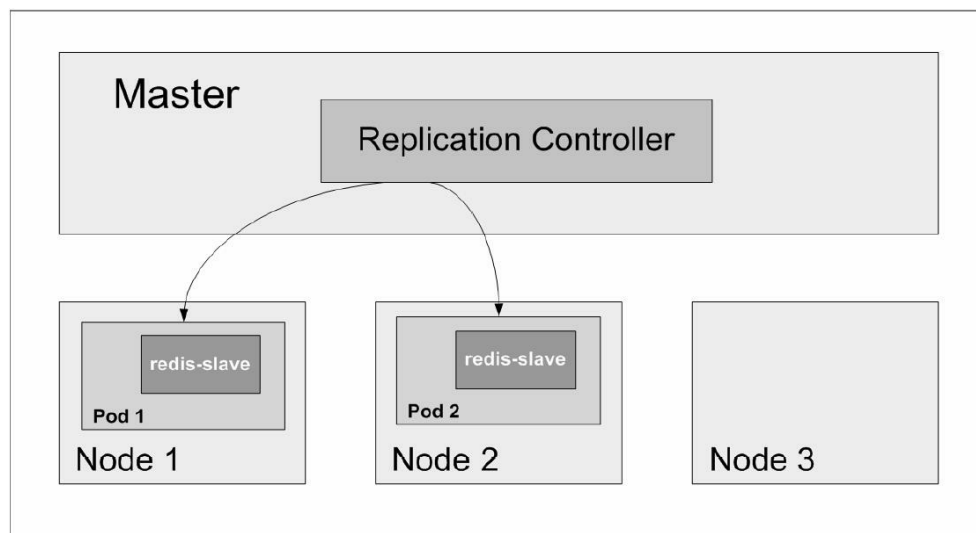 Master
Replication Controller
redis-slave
Pod 1
Node 1
redis-slave
Pod 2
Node 2
Node 3